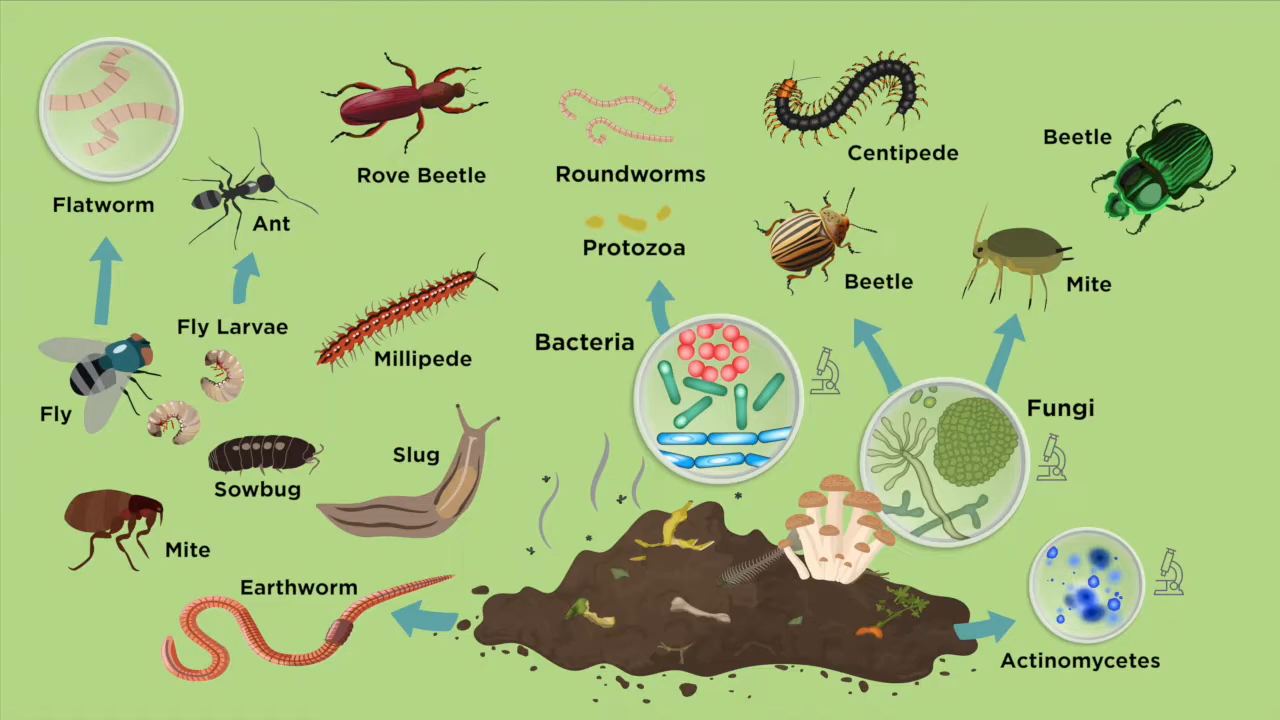 Flatworm
Ant
Rove Beetle
Roundworms
Protozoa
Centipede
Beetle
Beetle
Mite
Fly Larvae
Millipede
Bacteria
Fly
Fungi
Slug
Sowbug
Mite
Earthworm
Actinomycetes